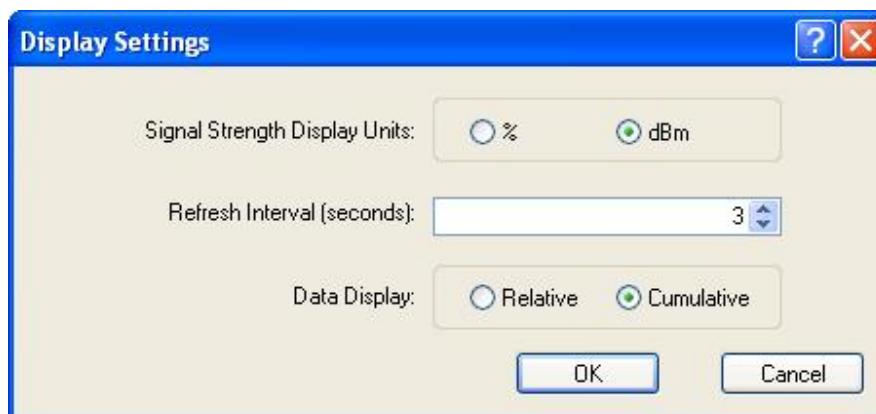 Display Settings
?
Signal Strength Display Units: % dBm
Refresh Interval (seconds): 3
Data Display: Relative Cumulative
OK Cancel